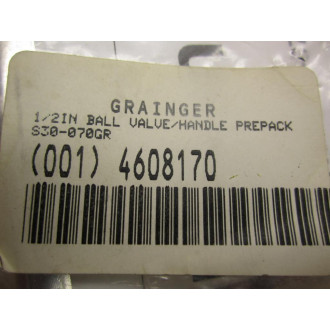 GRAINGER
1/2IN BALL VALVE/HANDLE PREPACK
S30-070GR
(001) 4608170